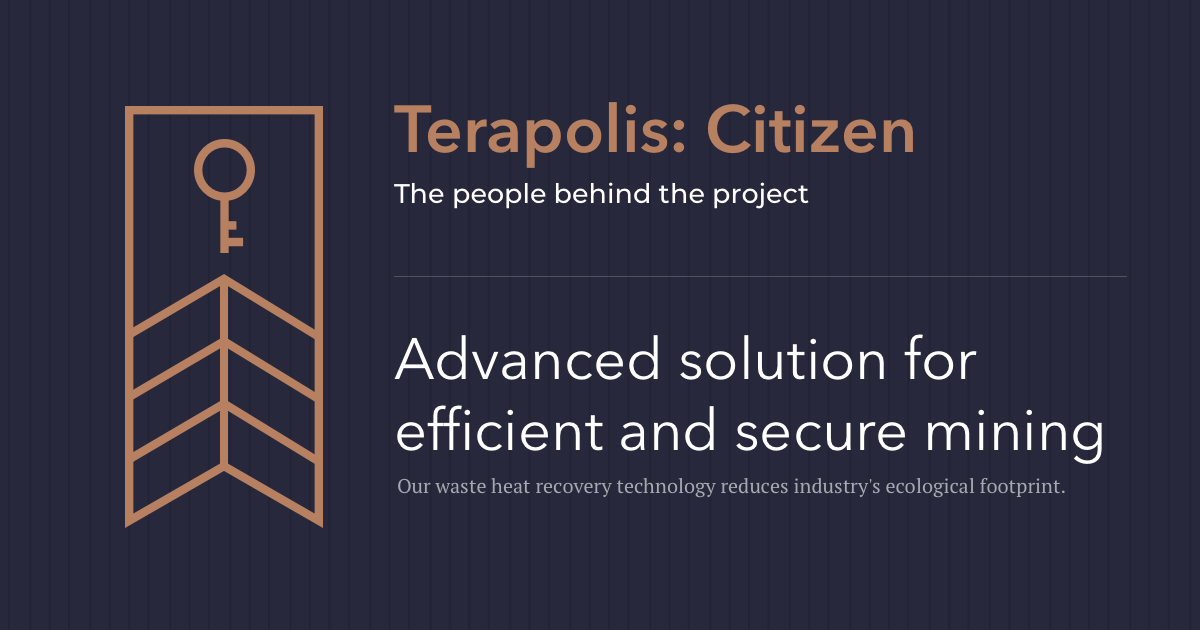 Terapolis: Citizen
The people behind the project
Advanced solution for
efficient and secure mining
Our waste heat recovery technology reduces industry's ecological footprint.